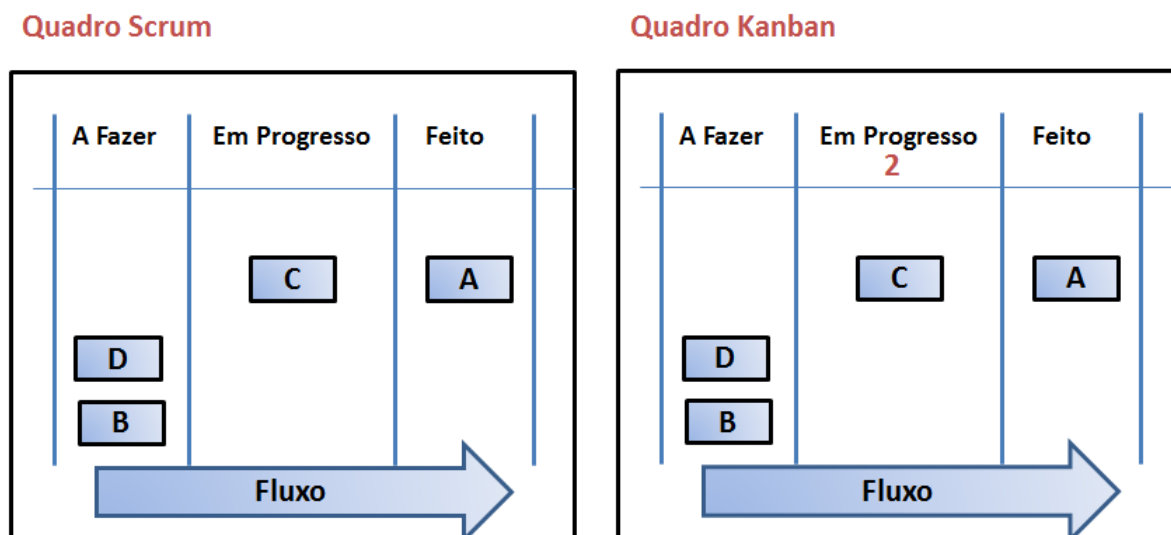 Quadro Scrum
A Fazer
Em Progresso
Feito
C
A
D
B
Fluxo
Quadro Kanban
A Fazer
Em Progresso
2
Feito
C
A
D
B
Fluxo